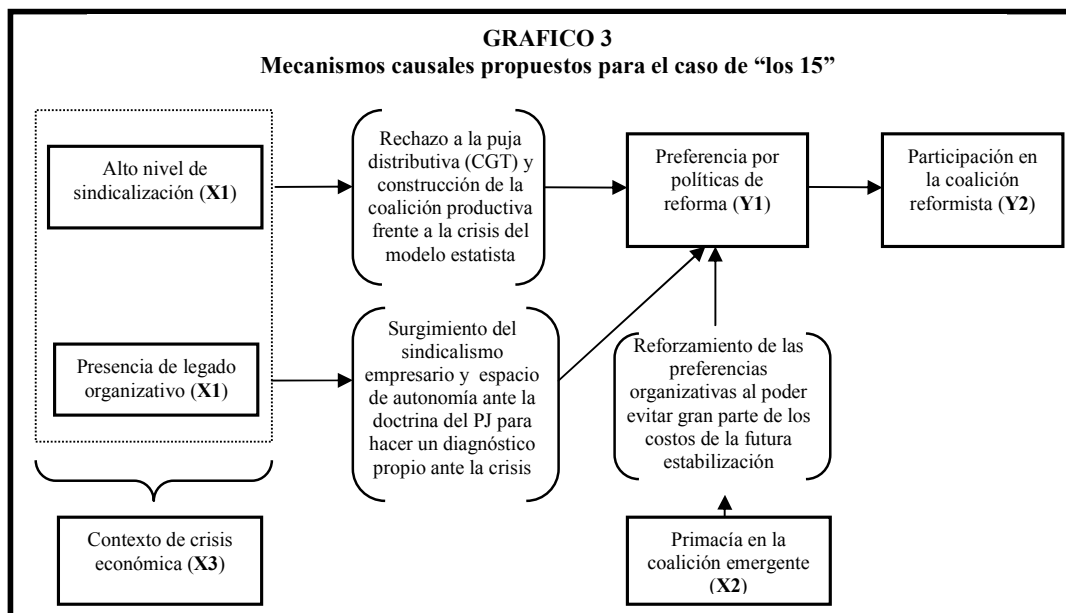 GRAFICO 3
Mecanismos causales propuestos para el caso de “los 15”
Alto nivel de
sindicalización (X1)
Rechazo a la puja
distributiva (CGT) y
construcción de la
coalición productiva
frente a la crisis del
modelo estatista
Preferencia por
políticas de
reforma (Y1)
Participación en
la coalición
reformista (Y2)
Presencia de legado
organizativo (X1)
Surgimiento del
sindicalismo
empresario y espacio
de autonomía ante la
doctrina del PJ para
hacer un diagnóstico
propio ante la crisis
Reforzamiento de las
preferencias
organizativas al poder
evitar gran parte de los
costos de la futura
estabilización
Contexto de crisis
económica (X3)
Primacía en la
coalición emergente
(X2)